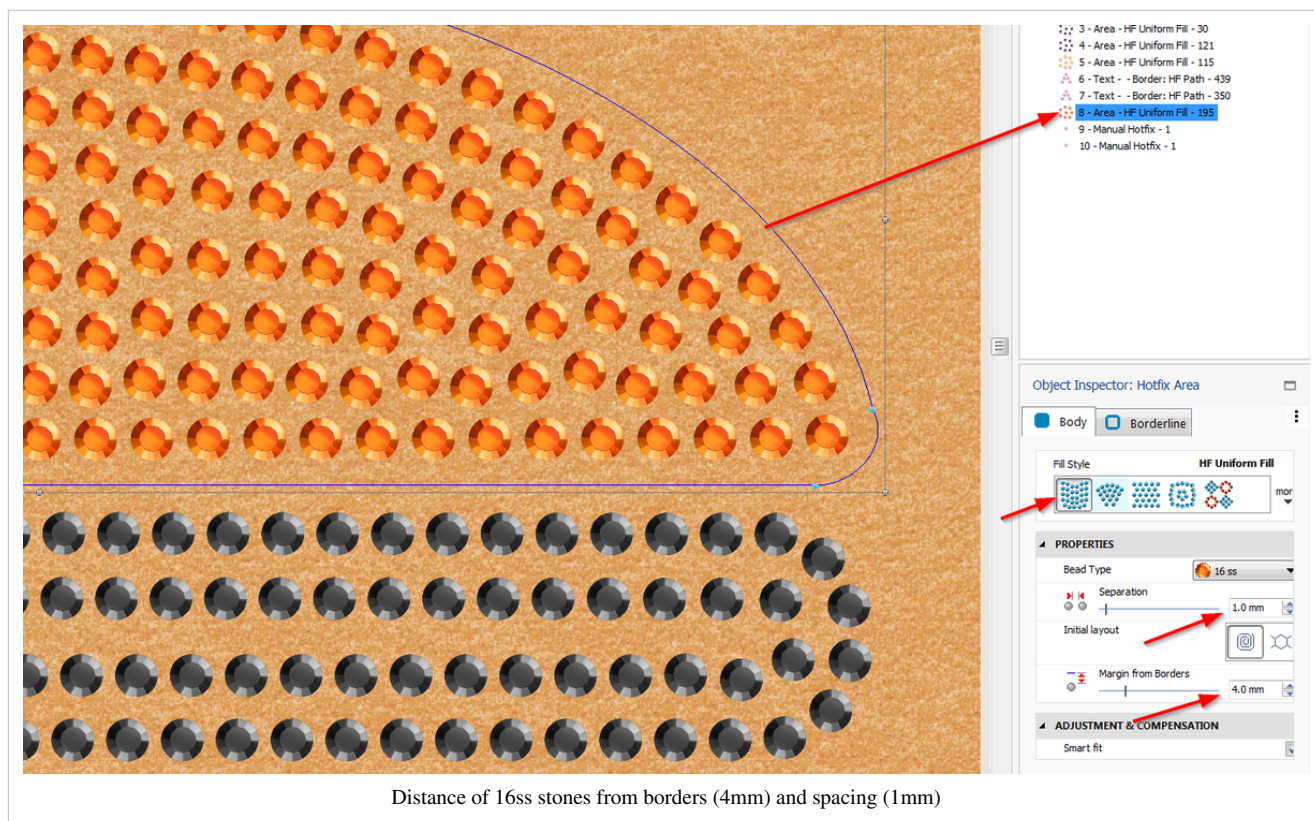 3 - Area - HF Uniform Fill - 30
4 - Area - HF Uniform Fill - 121
5 - Area - HF Uniform Fill - 115
6 - Text - - Border: HF Path - 439
7 - Text - - Border: HF Path - 350
8 - Area - HF Uniform Fill - 195
9 - Manual Hotfix - 1
10 - Manual Hotfix - 1
Object Inspector: Hotfix Area
Body Borderline
Fill Style HF Uniform Fill
mor
PROPERTIES
Bead Type 16 ss
Separation
1.0 mm
Initial layout
Margin from Borders
4.0 mm
ADJUSTMENT & COMPENSATION
Smart fit
Distance of 16ss stones from borders (4mm) and spacing (1mm)